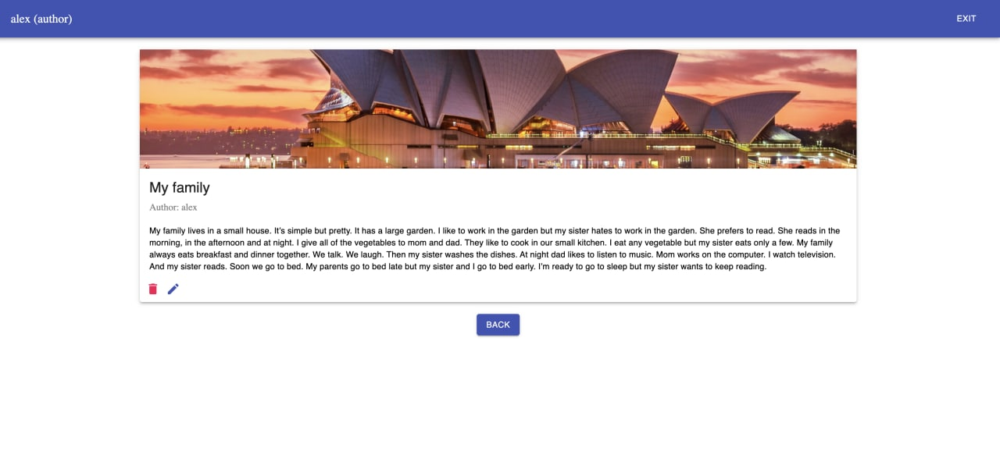 alex (author)
EXIT
My family
Author: alex
My family lives in a small house. It's simple but pretty. It has a large garden. I like to work in the garden but my sister hates to work in the garden. She prefers to read. She reads in the
morning, in the afternoon and at night. I give all of the vegetables to mom and dad. They like to cook in our small kitchen. I eat any vegetable but my sister eats only a few. My family
always eats breakfast and dinner together. We talk. We laugh. Then my sister washes the dishes. At night dad likes to listen to music. Mom works on the computer. I watch television.
And my sister reads. Soon we go to bed. My parents go to bed late but my sister and I go to bed early. I'm ready to go to sleep but my sister wants to keep reading.
BACK